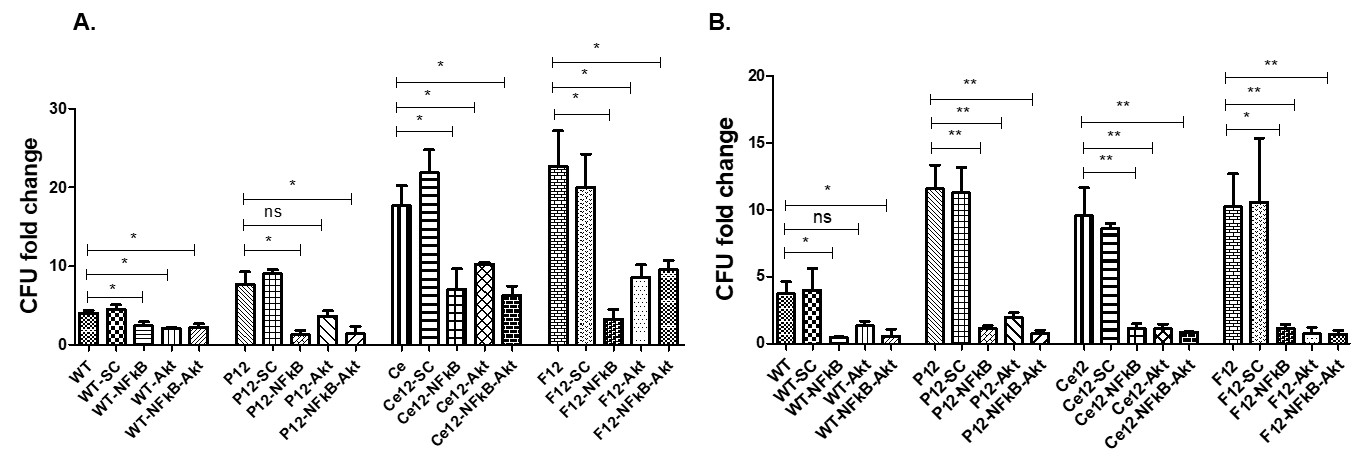 A.
CFU fold change
30
20
10
0
*
*
*
*
ns
*
*
*
*
*
*
*
WT
WT-SC
WT-NFkB
WT-Akt
WT-NFkB-Akt
P12
P12-SC
P12-NFkB
P12-Akt
P12-NFkB-Akt
Ce
Ce12-SC
Ce12-NFkB
Ce12-Akt
Ce12-NFkB-Akt
F12
F12-SC
F12-NFkB
F12-Akt
F12-NFkB-Akt
B.
CFU fold change
20
15
10
5
0
*
ns
*
**
**
**
**
**
**
**
**
*
WT
WT-SC
WT-NFkB
WT-Akt
WT-NFkB-Akt
P12
P12-SC
P12-NFkB
P12-Akt
P12-NFkB-Akt
Ce12
Ce12-SC
Ce12-NFkB
Ce12-Akt
Ce12-NFkB-Akt
F12
F12-SC
F12-NFkB
F12-Akt
F12-NFkB-Akt